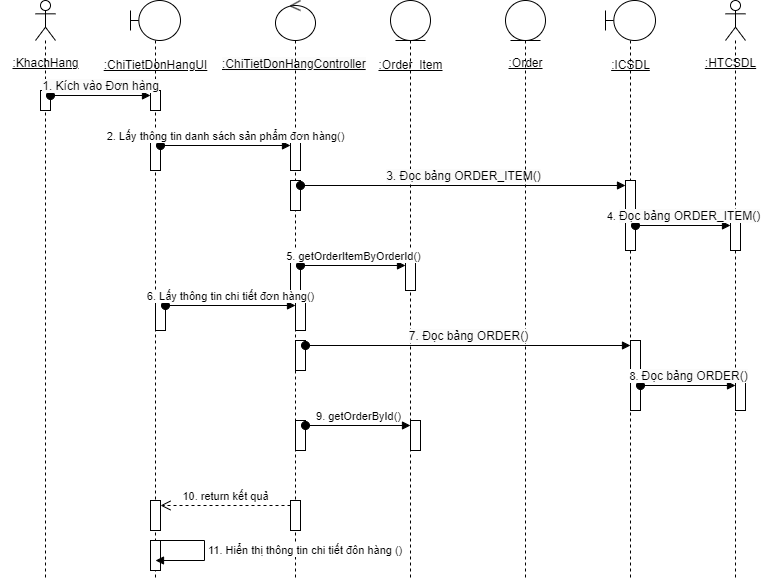 :KhachHang
:ChiTietDonHangUI
:ChiTietDonHangController
:Order_Item
:Order
:ICSDL
:HTCSDL
1. Kích vào Đơn hàng
2. Lấy thông tin danh sách sản phẩm đơn hàng()
3. Đọc bảng ORDER_ITEM()
4. Đọc bảng ORDER_ITEM()
5. getOrderItemByOrderId()
6. Lấy thông tin chi tiết đơn hàng()
7. Đọc bảng ORDER()
8. Đọc bảng ORDER()
9. getOrderById()
10. return kết quả
11. Hiển thị thông tin chi tiết đôn hàng ()